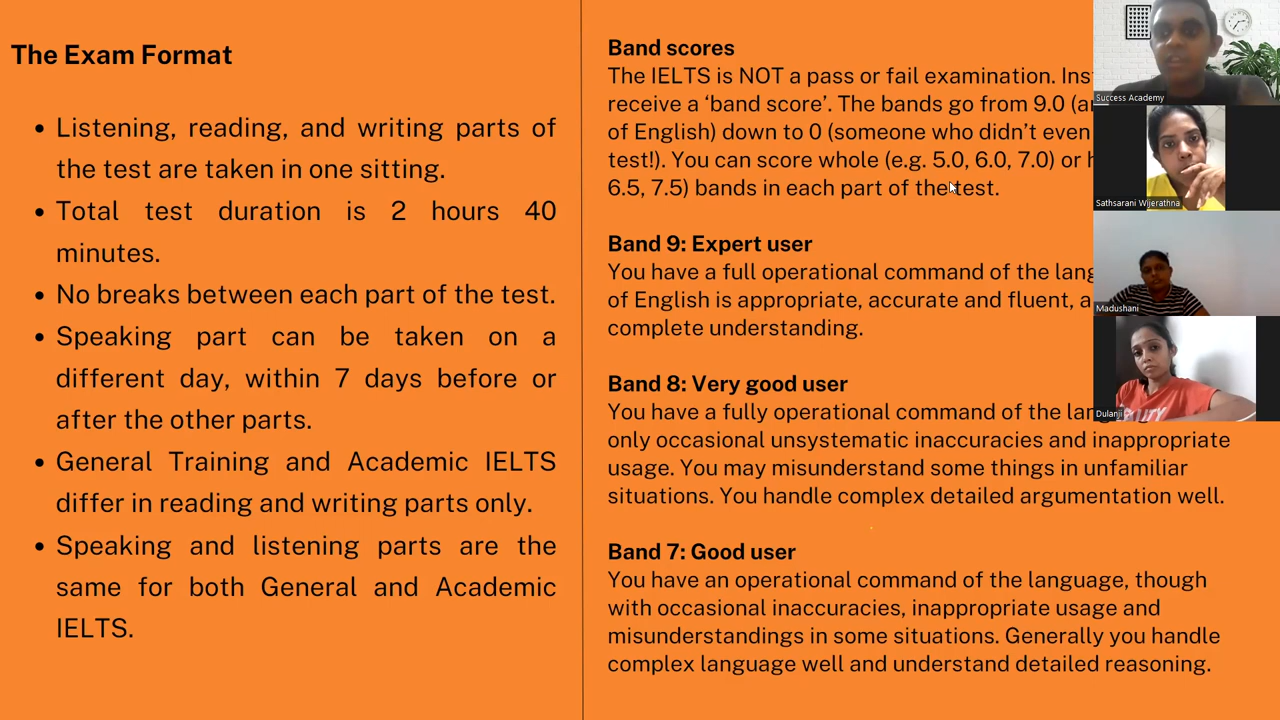 The Exam Format
• Listening, reading, and writing parts of
the test are taken in one sitting.
• Total test duration is 2 hours 40
minutes.
• No breaks between each part of the test.
• Speaking part can be taken on a
different day, within 7 days before or
after the other parts.
• General Training and Academic IELTS
differ in reading and writing parts only.
• Speaking and listening parts are the
same for both General and Academic
IELTS.
Band scores
The IELTS is NOT a pass or fail examination.
receive a ‘band score’. The bands go from 9.0
of English) down to 0 (someone who didn’t even
test!). You can score whole (e.g. 5.0, 6.0, 7.0) or
6.5, 7.5) bands in each part of the test.
Band 9: Expert user
You have a full operational command of the
of English is appropriate, accurate and fluent,
complete understanding.
Band 8: Very good user
You have a fully operational command of the
only occasional unsystematic inaccuracies and inappropriate
usage. You may misunderstand some things in unfamiliar
situations. You handle complex detailed argumentation well.
Band 7: Good user
You have an operational command of the language, though
with occasional inaccuracies, inappropriate usage and
misunderstandings in some situations. Generally you handle
complex language well and understand detailed reasoning.
Success Academy
Sathsarani Wijerathna
Madushani
Dulanji